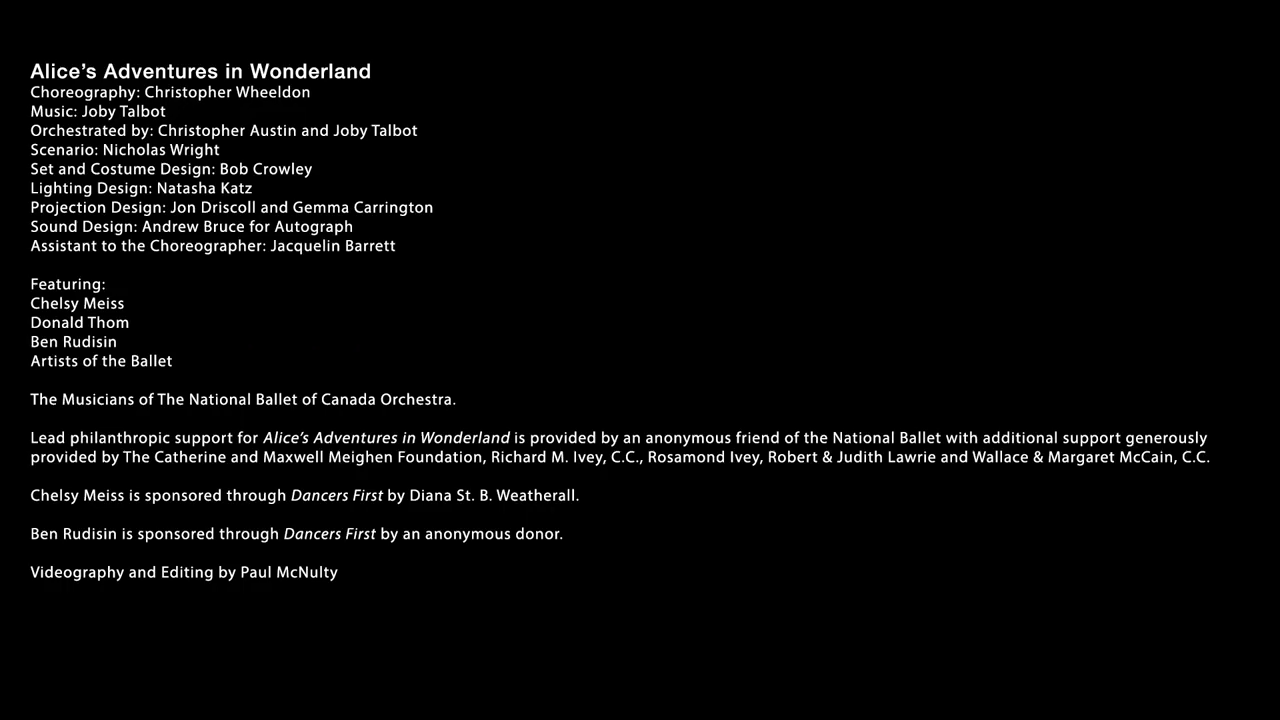 Alice’s Adventures in Wonderland
Choreography: Christopher Wheeldon
Music: Joby Talbot
Orchestrated by: Christopher Austin and Joby Talbot
Scenario: Nicholas Wright
Set and Costume Design: Bob Crowley
Lighting Design: Natasha Katz
Projection Design: Jon Driscoll and Gemma Carrington
Sound Design: Andrew Bruce for Autograph
Assistant to the Choreographer: Jacquelin Barrett
Featuring:
Chelsy Meiss
Donald Thom
Ben Rudisin
Artists of the Ballet
The Musicians of The National Ballet of Canada Orchestra.
Lead philanthropic support for Alice’s Adventures in Wonderland is provided by an anonymous friend of the National Ballet with additional support generously
provided by The Catherine and Maxwell Meighen Foundation, Richard M. Ivey, C.C., Rosamond Ivey, Robert & Judith Lawrie and Wallace & Margaret McCain, C.C.
Chelsy Meiss is sponsored through Dancers First by Diana St. B. Weatherall.
Ben Rudisin is sponsored through Dancers First by an anonymous donor.
Videography and Editing by Paul McNulty